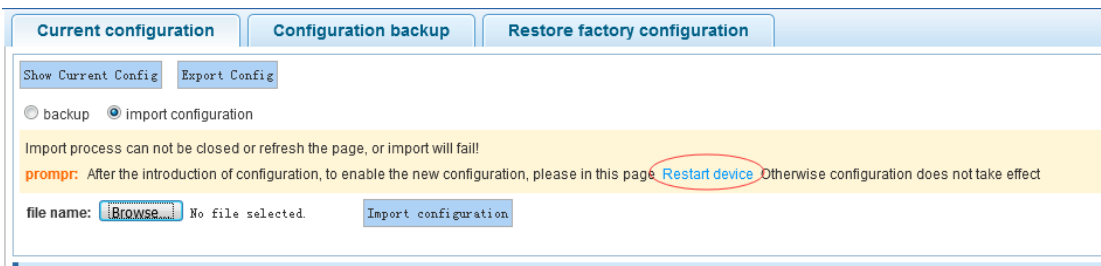 Current configuration Configuration backup Restore factory configuration
Show Current Config Export Config
backup import configuration
Import process can not be closed or refresh the page, or import will fail!
prompr: After the introduction of configuration, to enable the new configuration, please in this page Restart device Otherwise configuration does not take effect
file name: Browse... No file selected. Import configuration